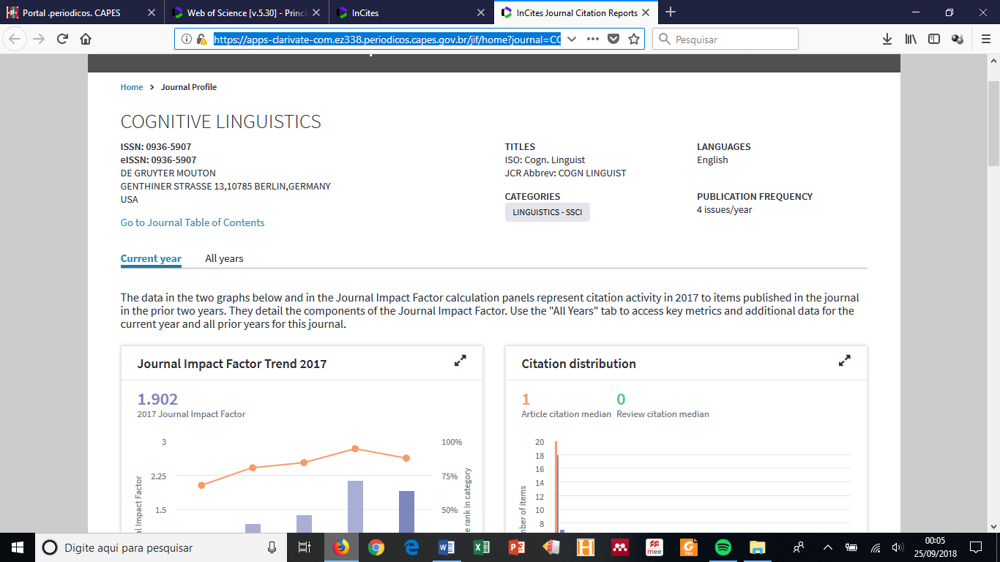 Portal .periodicos. CAPES
Web of Science [v.5.30] - Princi
InCites
InCites Journal Citation Reports
https://apps-clarivate-com.ez338.periodicos.capes.gov.br/jif/home?journal=CO
Pesquisar
Home > Journal Profile
COGNITIVE LINGUISTICS
ISSN: 0936-5907
eISSN: 0936-5907
DE GRUYTER MOUTON
GENTHINER STRASSE 13,10785 BERLIN,GERMANY
USA
Go to Journal Table of Contents
TITLES
ISO: Cogn. Linguist
JCR Abbrev: COGN LINGUIST
CATEGORIES
LINGUISTICS - SSCI
LANGUAGES
English
PUBLICATION FREQUENCY
4 issues/year
Current year
All years
The data in the two graphs below and in the Journal Impact Factor calculation panels represent citation activity in 2017 to items published in the journal
in the prior two years. They detail the components of the Journal Impact Factor. Use the "All Years" tab to access key metrics and additional data for the
current year and all prior years for this journal.
Journal Impact Factor Trend 2017
1.902
2017 Journal Impact Factor
3
2.25
1.5
al Impact Factor
100%
75%
50%
e rank in category
Citation distribution
1
Article citation median
0
Review citation median
20
18
16
14
12
10
8
mber of items
Digite aqui para pesquisar
mee
PDF
00:05
25/09/2018